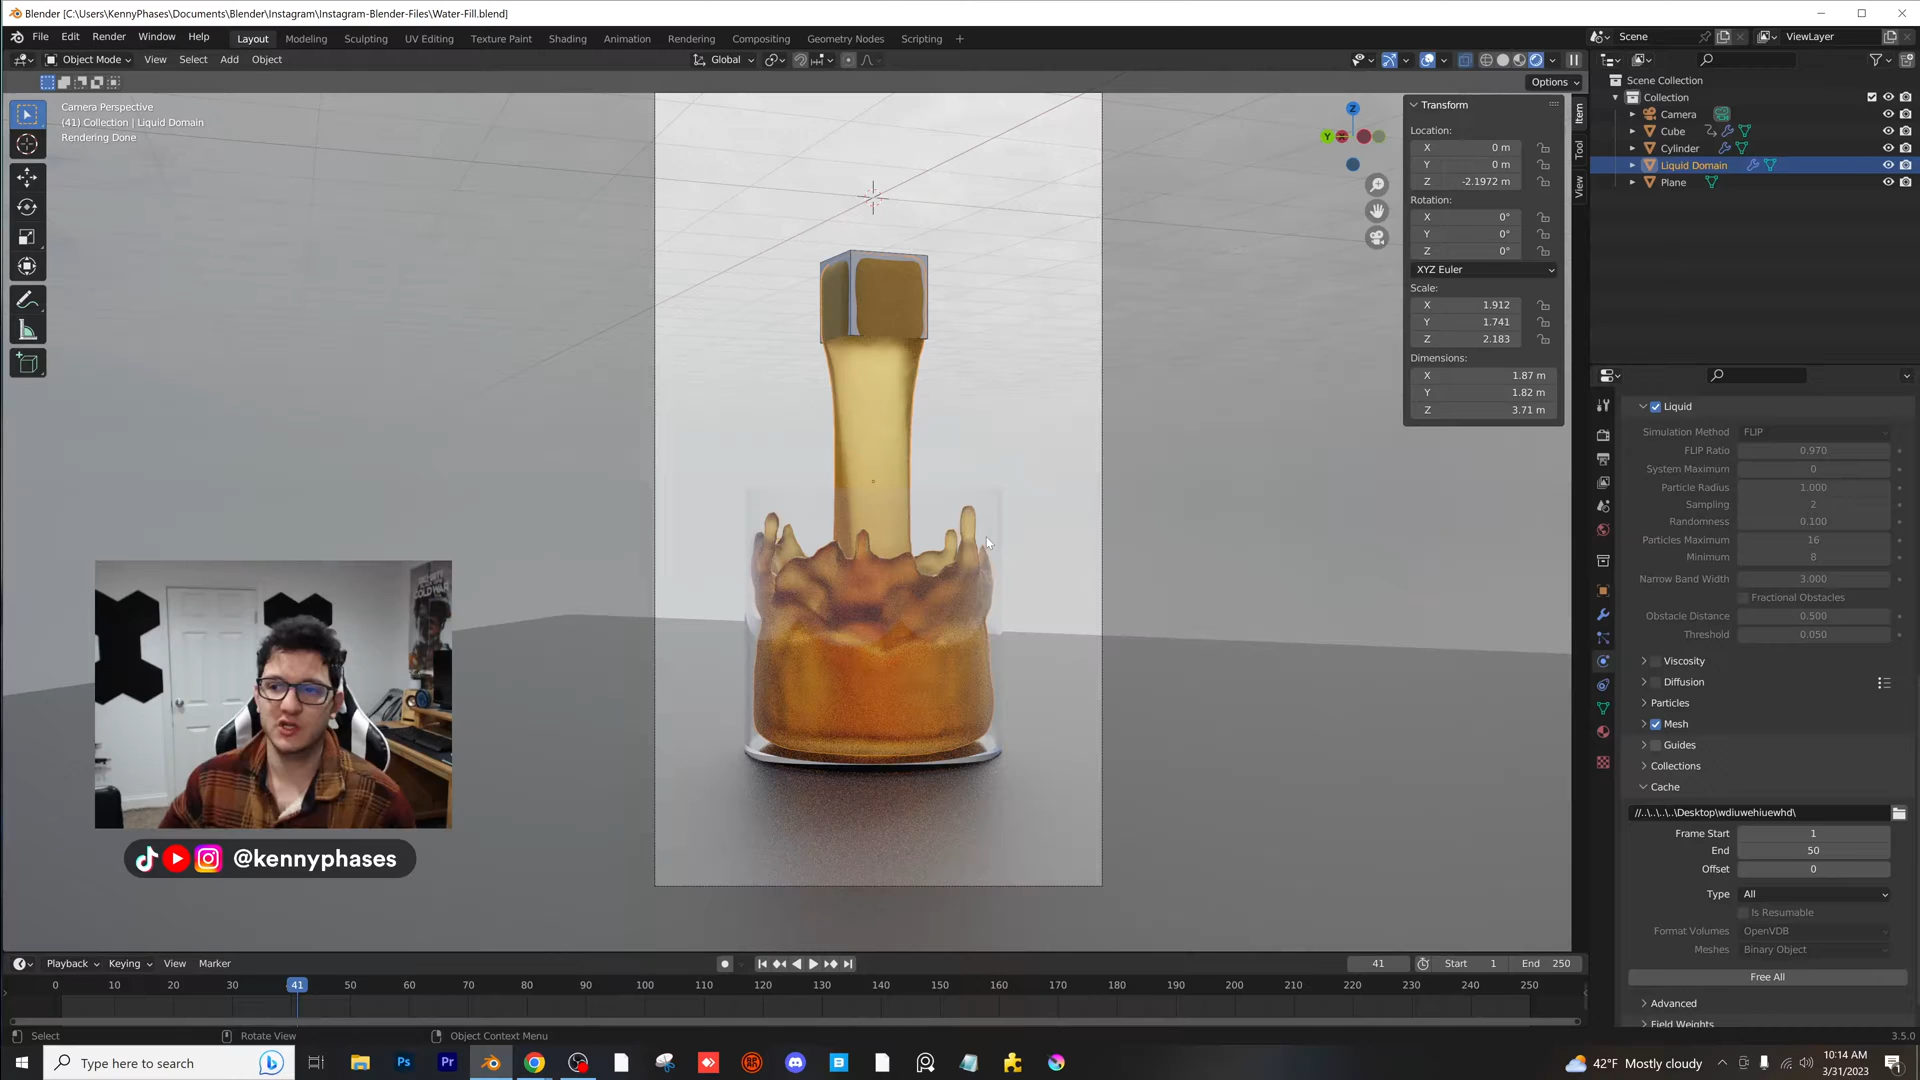 Blender [C:\Users\KennyPhases\Documents\Blender\Instagram\Instagram-Blender-Files\Water-Fill.blend]
File Edit Render Window Help Layout Modeling Sculpting UV Editing Texture Paint Shading Animation Rendering Compositing Geometry Nodes Scripting + Scene ViewLayer
Object Mode View Select Add Object Global
Options
Camera Perspective
(41) Collection | Liquid Domain
Rendering Done
Z
Y
Transform
Location:
X 0 m
Y 0 m
Z -2.1972 m
Rotation:
X 0°
Y 0°
Z 0°
XYZ Euler
Scale:
X 1.912
Y 1.741
Z 2.183
Dimensions:
X 1.87 m
Y 1.82 m
Z 3.71 m
Item
Tool
View
Scene Collection
Collection
Camera
Cube
Cylinder
Liquid Domain
Plane
Liquid
Simulation Method FLIP
FLIP Ratio 0.970
System Maximum 0
Particle Radius 1.000
Sampling 2
Randomness 0.100
Particles Maximum 16
Minimum 8
Narrow Band Width 3.000
Fractional Obstacles
Obstacle Distance 0.500
Threshold 0.050
Viscosity
Diffusion
Particles
Mesh
Guides
Collections
Cache
//..\..\..\..\Desktop\wdiuwehiuewhd\
Frame Start 1
End 50
Offset 0
Type All
Is Resumable
Format Volumes OpenVDB
Meshes Binary Object
Free All
Advanced
Field Weights
COLD WAR
@kennyphases
Playback Keying View Marker 41 Start 1 End 250
0 10 20 30 41 50 60 70 80 90 100 110 120 130 140 150 160 170 180 190 200 210 220 230 240 250
Select Rotate View Object Context Menu 3.5.0
Type here to search Ps Pr B 42°F Mostly cloudy 10:14 AM
3/31/2023
1